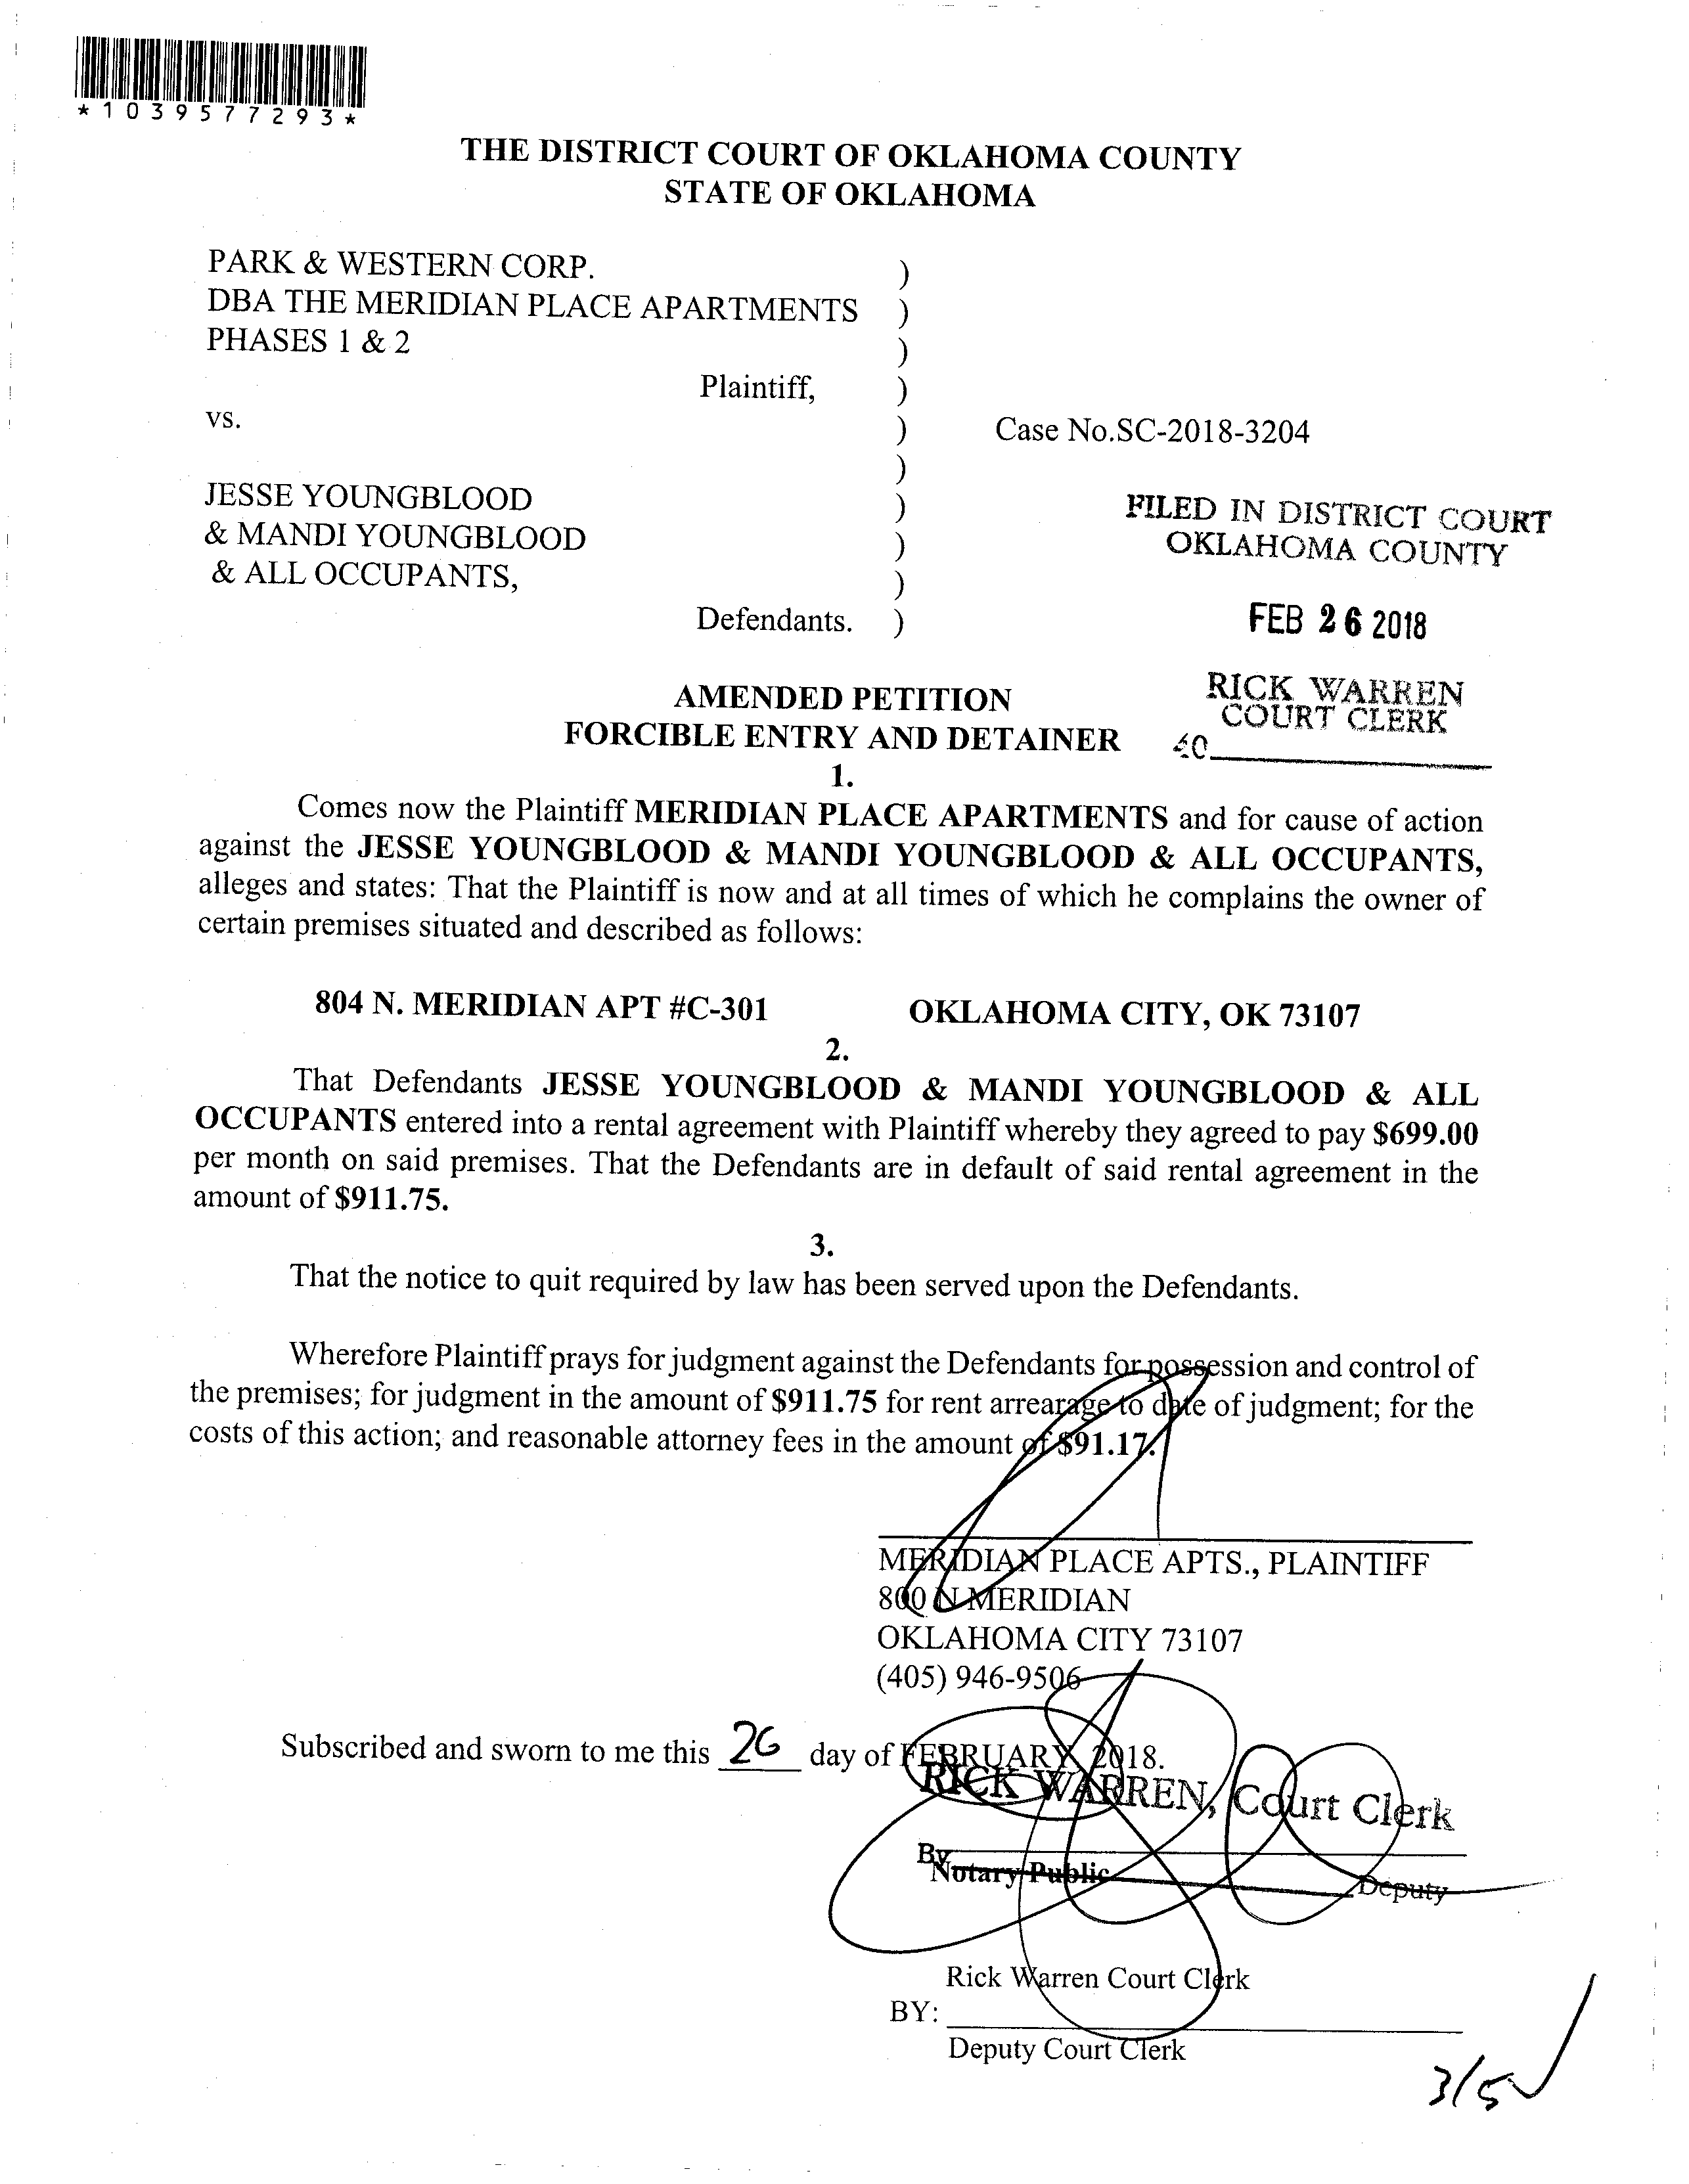 *1039577293*
THE DISTRICT COURT OF OKLAHOMA COUNTY
STATE OF OKLAHOMA
PARK & WESTERN CORP. )
DBA THE MERIDIAN PLACE APARTMENTS )
PHASES 1 & 2 )
Plaintiff, )
vs. ) Case No.SC-2018-3204
)
JESSE YOUNGBLOOD )
& MANDI YOUNGBLOOD )
& ALL OCCUPANTS, )
Defendants. )
FILED IN DISTRICT COURT
OKLAHOMA COUNTY
FEB 26 2018
RICK WARREN
COURT CLERK
AMENDED PETITION
FORCIBLE ENTRY AND DETAINER
1.
Comes now the Plaintiff MERIDIAN PLACE APARTMENTS and for cause of action
against the JESSE YOUNGBLOOD & MANDI YOUNGBLOOD & ALL OCCUPANTS,
alleges and states: That the Plaintiff is now and at all times of which he complains the owner of
certain premises situated and described as follows:
804 N. MERIDIAN APT #C-301 OKLAHOMA CITY, OK 73107
2.
That Defendants JESSE YOUNGBLOOD & MANDI YOUNGBLOOD & ALL
OCCUPANTS entered into a rental agreement with Plaintiff whereby they agreed to pay $699.00
per month on said premises. That the Defendants are in default of said rental agreement in the
amount of $911.75.
3.
That the notice to quit required by law has been served upon the Defendants.
Wherefore Plaintiff prays for judgment against the Defendants for possession and control of
the premises; for judgment in the amount of $911.75 for rent arrearage to date of judgment; for the
costs of this action; and reasonable attorney fees in the amount of $91.17.
MERIDIAN PLACE APTS., PLAINTIFF
800 N MERIDIAN
OKLAHOMA CITY 73107
(405) 946-9506
Subscribed and sworn to me this 26 day of FEBRUARY 2018.
RICK WARREN, Court Clerk
By
Notary Public Deputy
Rick Warren Court Clerk
BY:
Deputy Court Clerk
3/5